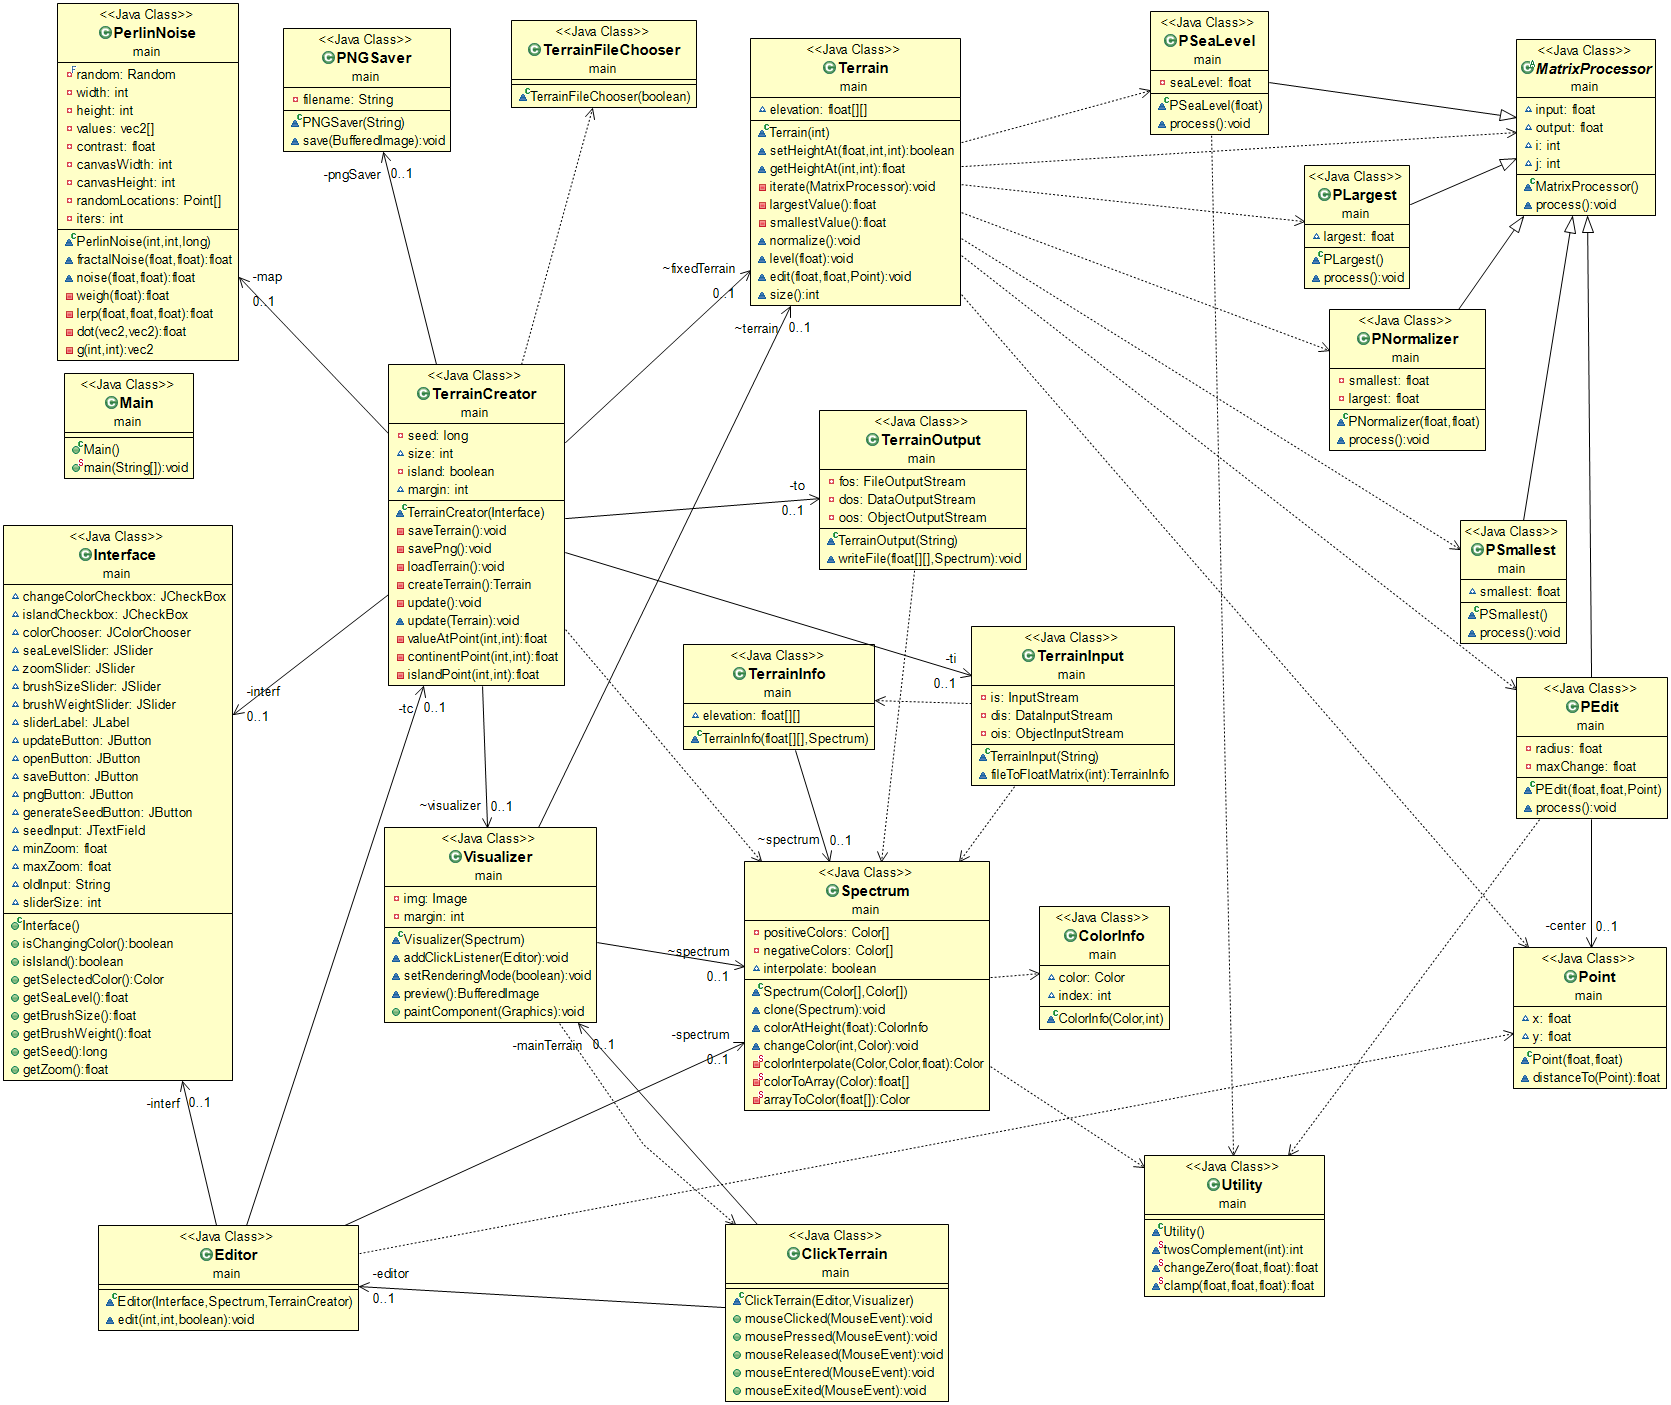 <<Java Class>>
PerlinNoise
main
random: Random
width: int
height: int
values: vec2[]
contrast: float
canvasWidth: int
canvasHeight: int
randomLocations: Point[]
iters: int
PerlinNoise(int,int,long)
fractalNoise(float,float):float
noise(float,float):float
weigh(float):float
lerp(float,float,float):float
dot(vec2,vec2):float
g(int,int):vec2
<<Java Class>>
PNGSaver
main
filename: String
PNGSaver(String)
save(BufferedImage):void
<<Java Class>>
TerrainFileChooser
main
TerrainFileChooser(boolean)
<<Java Class>>
Terrain
main
elevation: float[][]
Terrain(int)
setHeightAt(float,int,int):boolean
getHeightAt(int,int):float
iterate(MatrixProcessor):void
largestValue():float
smallestValue():float
normalize():void
level(float):void
edit(float,float,Point):void
size():int
<<Java Class>>
PSeaLevel
main
seaLevel: float
PSeaLevel(float)
process():void
<<Java Class>>
MatrixProcessor
main
input: float
output: float
i: int
j: int
MatrixProcessor()
process():void
<<Java Class>>
PLargest
main
largest: float
PLargest()
process():void
<<Java Class>>
PNormalizer
main
smallest: float
largest: float
PNormalizer(float,float)
process():void
-pngSaver
0..1
-map
0..1
~fixedTerrain
0..1
~terrain
0..1
<<Java Class>>
Main
main
Main()
main(String[]):void
<<Java Class>>
TerrainCreator
main
seed: long
size: int
island: boolean
margin: int
TerrainCreator(Interface)
saveTerrain():void
savePng():void
loadTerrain():void
createTerrain():Terrain
update():void
update(Terrain):void
valueAtPoint(int,int):float
continentPoint(int,int):float
islandPoint(int,int):float
<<Java Class>>
TerrainOutput
main
fos: FileOutputStream
dos: DataOutputStream
oos: ObjectOutputStream
TerrainOutput(String)
writeFile(float[][],Spectrum):void
-to
0..1
<<Java Class>>
PSmallest
main
smallest: float
PSmallest()
process():void
<<Java Class>>
Interface
main
changeColorCheckbox: JCheckBox
islandCheckbox: JCheckBox
colorChooser: JColorChooser
seaLevelSlider: JSlider
zoomSlider: JSlider
brushSizeSlider: JSlider
brushWeightSlider: JSlider
sliderLabel: JLabel
updateButton: JButton
openButton: JButton
saveButton: JButton
pngButton: JButton
generateSeedButton: JButton
seedInput: JTextField
minZoom: float
maxZoom: float
oldInput: String
sliderSize: int
Interface()
isChangingColor():boolean
isIsland():boolean
getSelectedColor():Color
getSeaLevel():float
getBrushSize():float
getBrushWeight():float
getSeed():long
getZoom():float
-interf
0..1
-tc
0..1
<<Java Class>>
TerrainInfo
main
elevation: float[][]
TerrainInfo(float[][],Spectrum)
-ti
0..1
<<Java Class>>
TerrainInput
main
is: InputStream
dis: DataInputStream
ois: ObjectInputStream
TerrainInput(String)
fileToFloatMatrix(int):TerrainInfo
<<Java Class>>
PEdit
main
radius: float
maxChange: float
PEdit(float,float,Point)
process():void
~visualizer
0..1
~spectrum
0..1
<<Java Class>>
Visualizer
main
img: Image
margin: int
Visualizer(Spectrum)
addClickListener(Editor):void
setRenderingMode(boolean):void
preview():BufferedImage
paintComponent(Graphics):void
~spectrum
0..1
<<Java Class>>
Spectrum
main
positiveColors: Color[]
negativeColors: Color[]
interpolate: boolean
Spectrum(Color[],Color[])
clone(Spectrum):void
colorAtHeight(float):ColorInfo
changeColor(int,Color):void
colorInterpolate(Color,Color,float):Color
colorToArray(Color):float[]
arrayToColor(float[]):Color
<<Java Class>>
ColorInfo
main
color: Color
index: int
ColorInfo(Color,int)
-center
0..1
<<Java Class>>
Point
main
x: float
y: float
Point(float,float)
distanceTo(Point):float
-mainTerrain
0..1
-spectrum
0..1
-interf
0..1
<<Java Class>>
Editor
main
Editor(Interface,Spectrum,TerrainCreator)
edit(int,int,boolean):void
-editor
0..1
<<Java Class>>
ClickTerrain
main
ClickTerrain(Editor,Visualizer)
mouseClicked(MouseEvent):void
mousePressed(MouseEvent):void
mouseReleased(MouseEvent):void
mouseEntered(MouseEvent):void
mouseExited(MouseEvent):void
<<Java Class>>
Utility
main
Utility()
twosComplement(int):int
changeZero(float,float):float
clamp(float,float,float):float